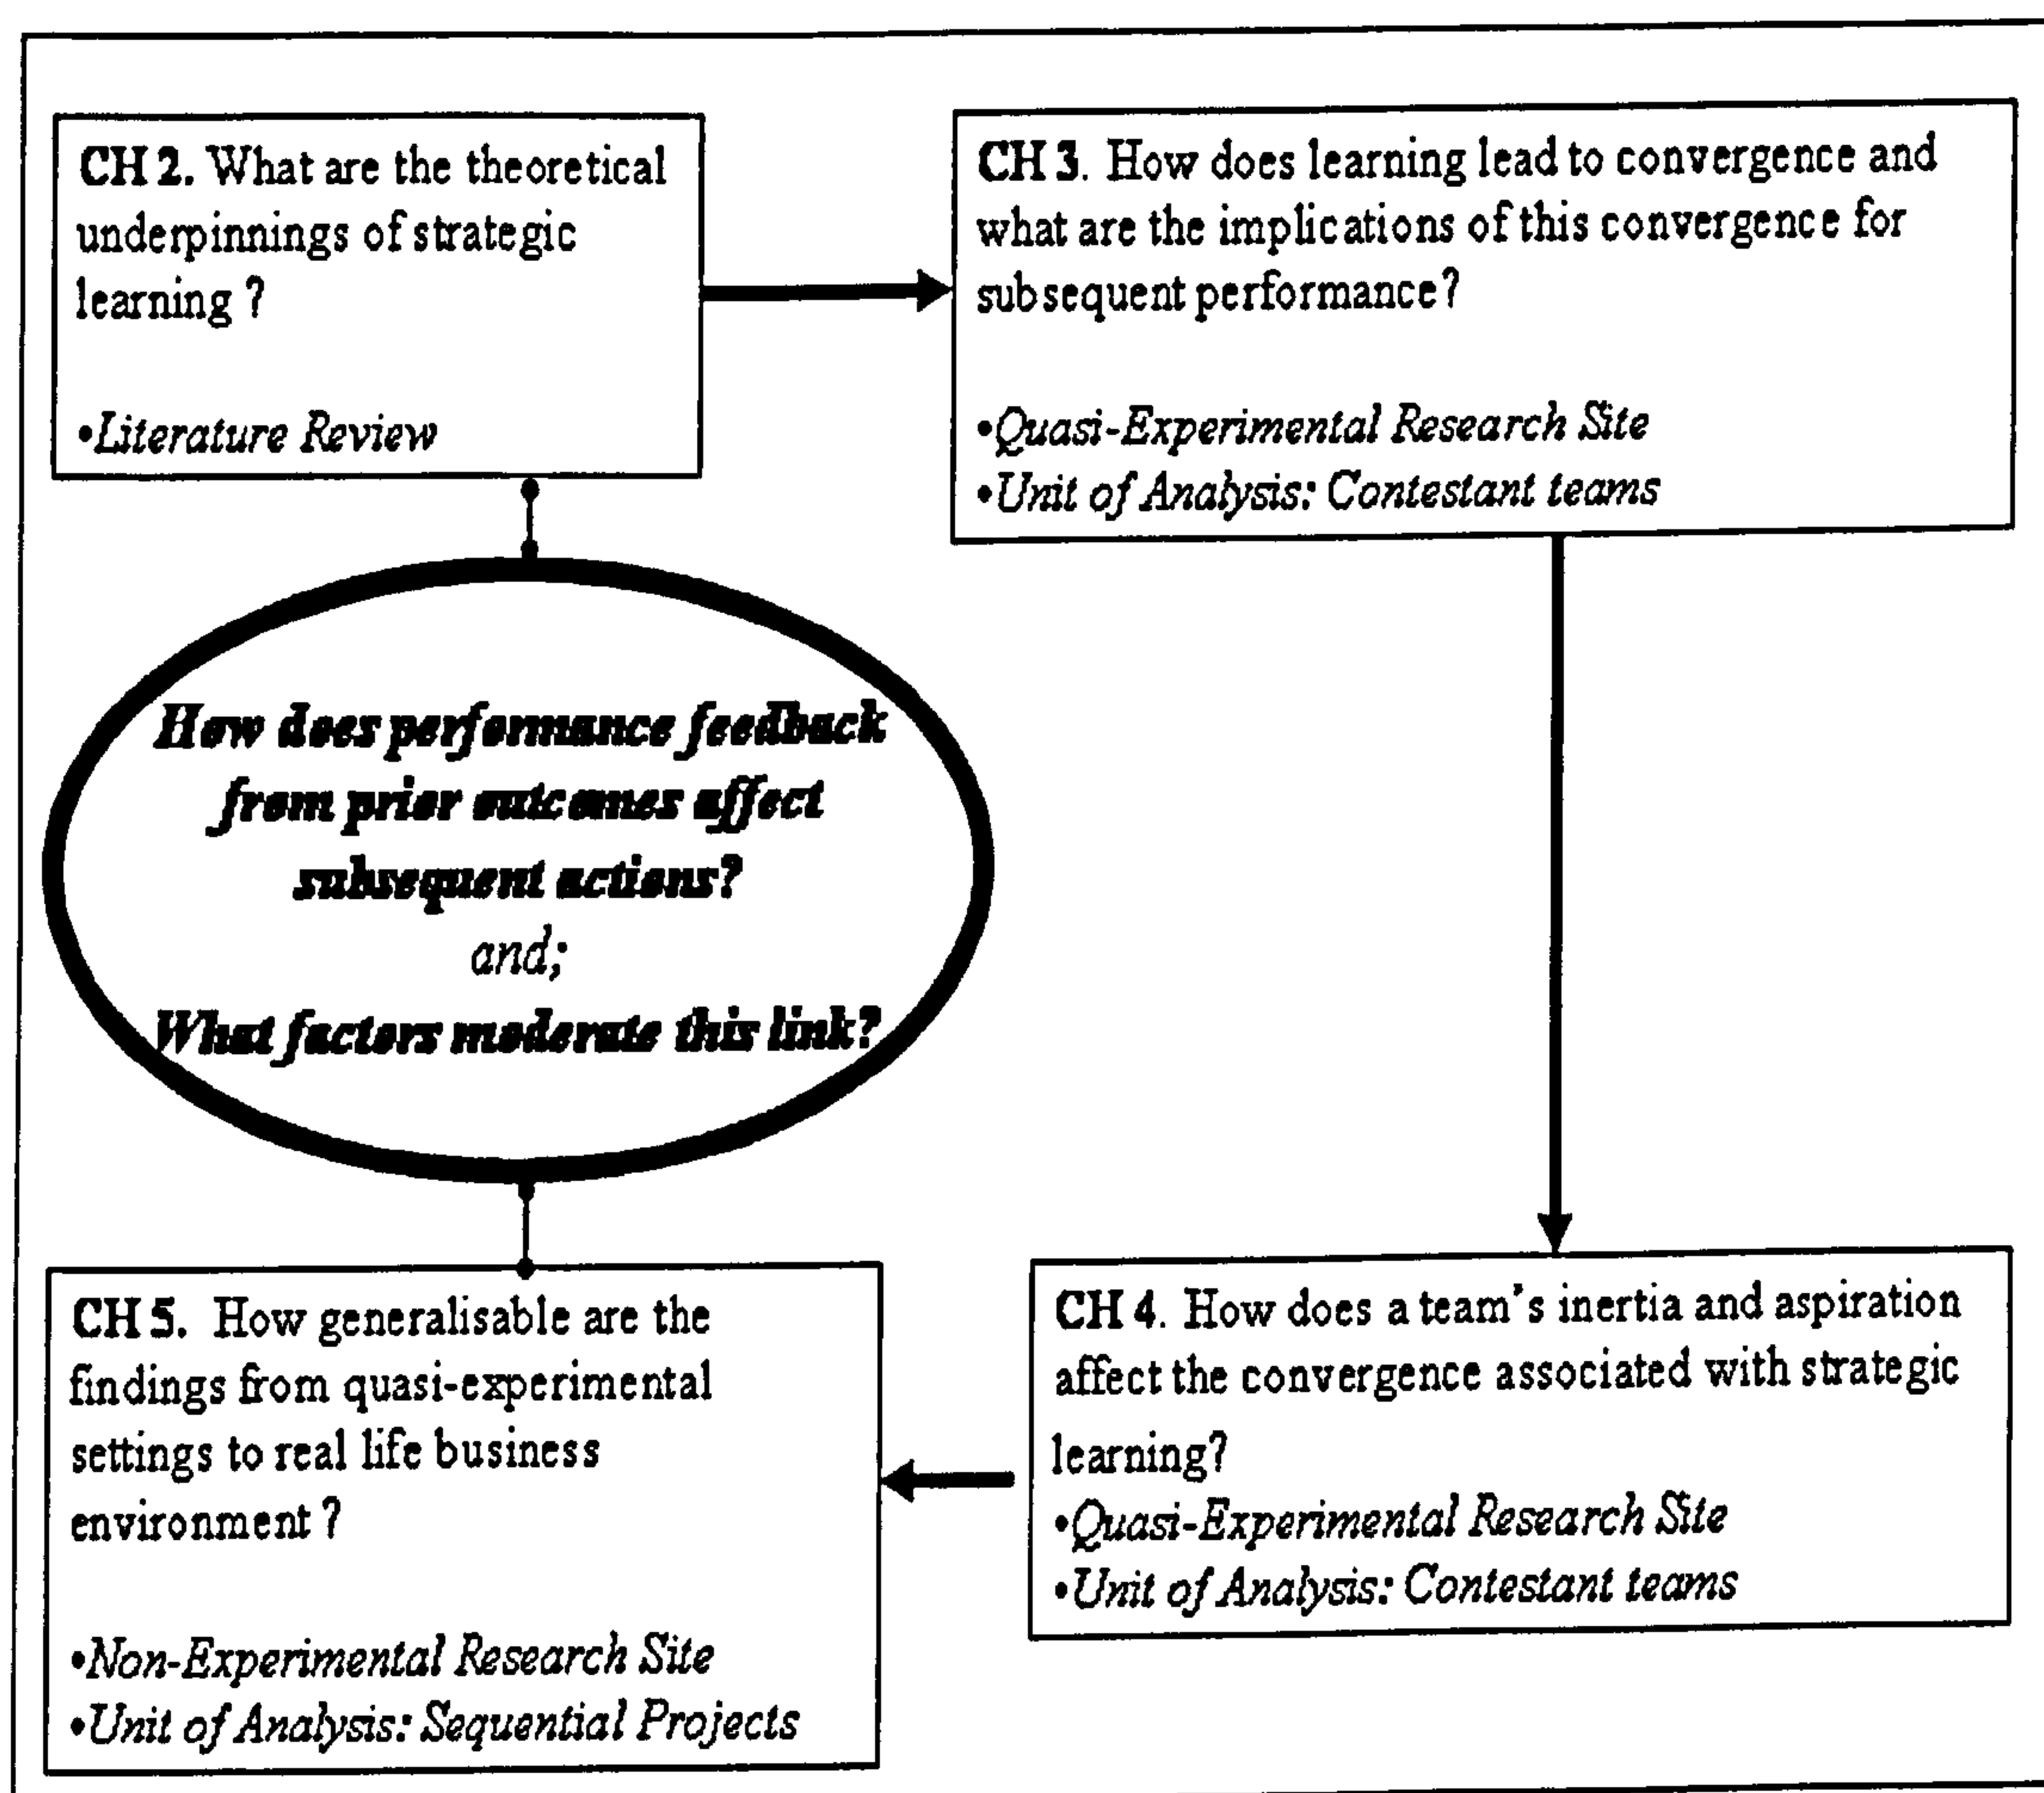 CH 2. What are the theoretical
underpinnings of strategic
learning ?
•Literature Review
CH 3. How does learning lead to convergence and
what are the implications of this convergence for
subsequent performance?
•Quasi-Experimental Research Site
•Unit of Analysis: Contestant teams
How does performance feedback
from prior outcomes affect
subsequent actions?
and;
What factors moderate this link?
CH 5. How generalisable are the
findings from quasi-experimental
settings to real life business
environment ?
•Non-Experimental Research Site
•Unit of Analysis: Sequential Projects
CH 4. How does a team's inertia and aspiration
affect the convergence associated with strategic
learning?
•Quasi-Experimental Research Site
•Unit of Analysis: Contestant teams